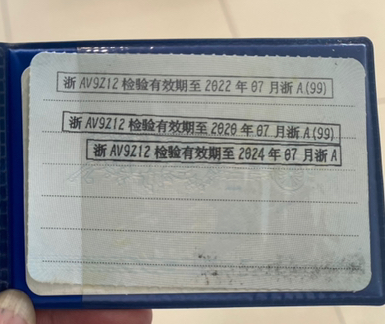 浙 AV9Z12 检验有效期至 2022 年 07 月浙 A(99)
浙 AV9Z12 检验有效期至 2020 年 07 月浙 A(99)
浙 AV9Z12 检验有效期至 2024 年 07 月浙 A